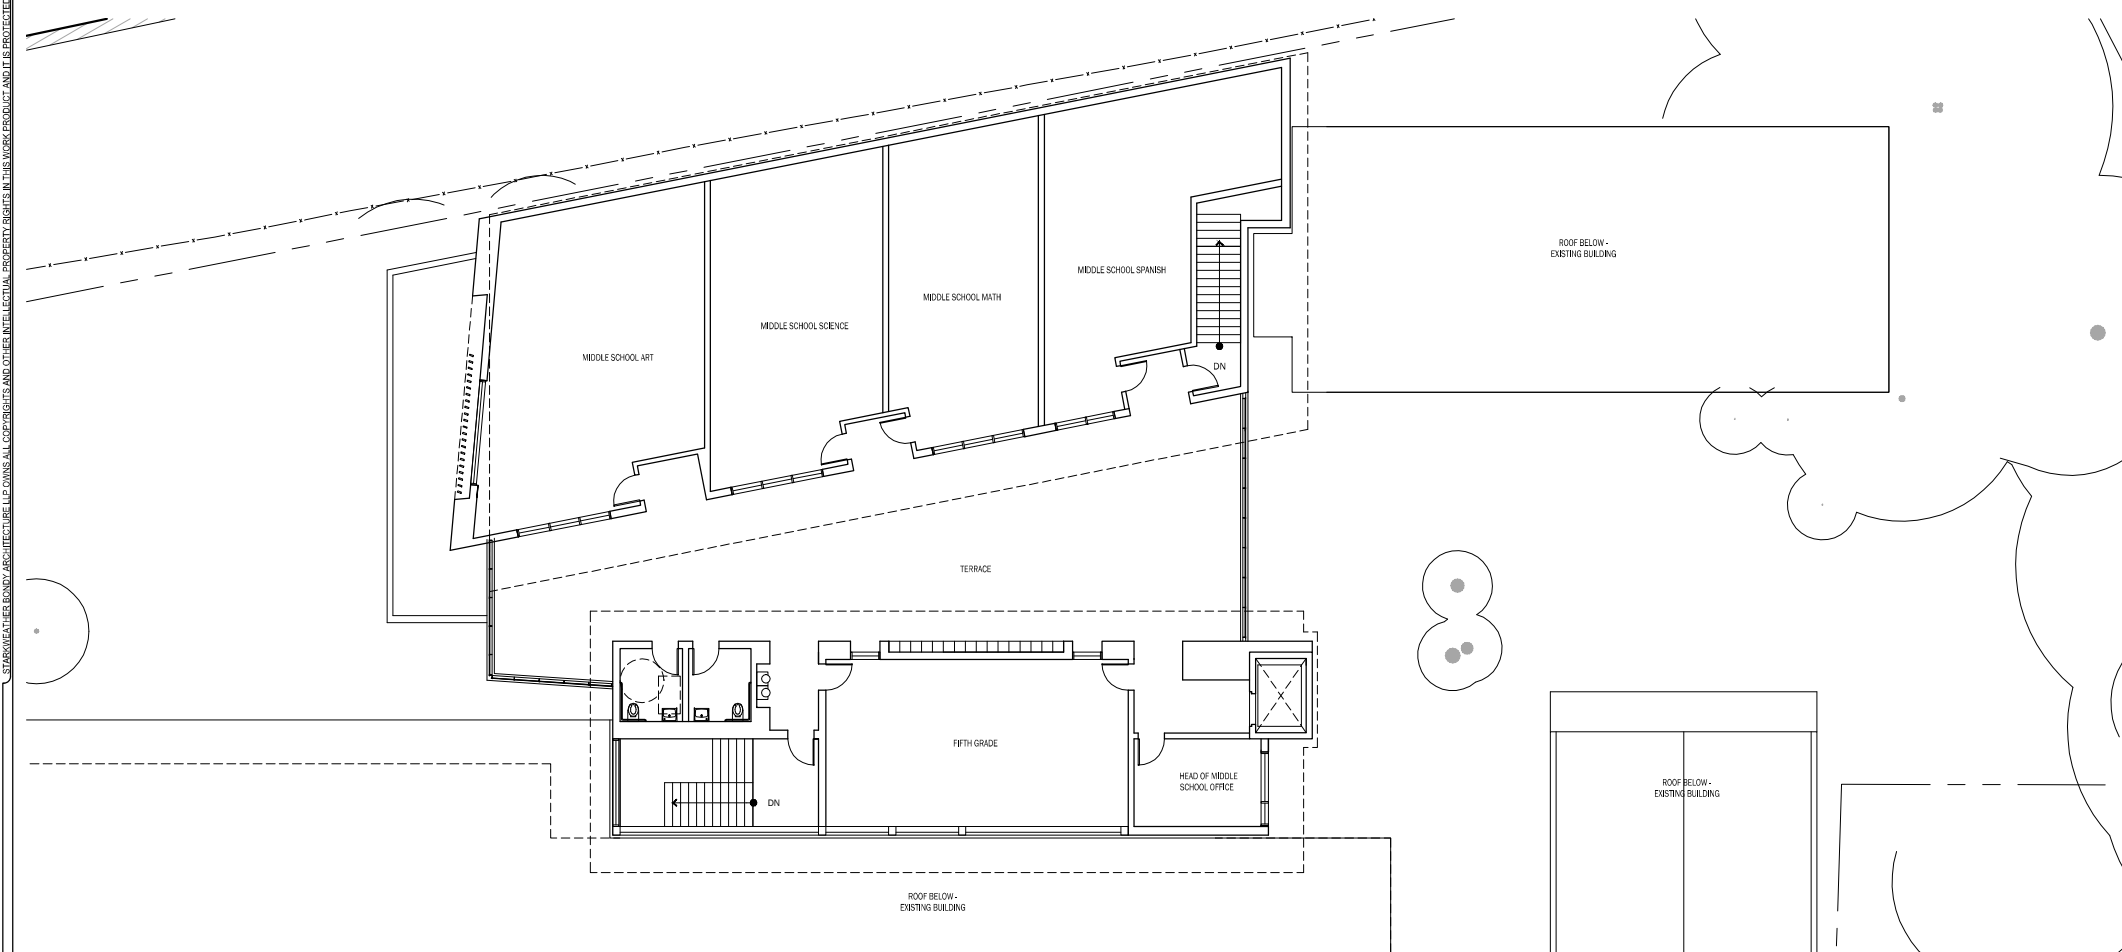 STARKWEATHER BONDY ARCHITECTURE LLP OWNS ALL COPYRIGHTS AND OTHER INTELLECTUAL PROPERTY RIGHTS IN THIS WORK PRODUCT AND IT IS PROTECTED
ROOF BELOW -
EXISTING BUILDING
MIDDLE SCHOOL SPANISH
MIDDLE SCHOOL MATH
MIDDLE SCHOOL SCIENCE
MIDDLE SCHOOL ART
DN
TERRACE
FIFTH GRADE
HEAD OF MIDDLE
SCHOOL OFFICE
ROOF BELOW -
EXISTING BUILDING
DN
ROOF BELOW -
EXISTING BUILDING